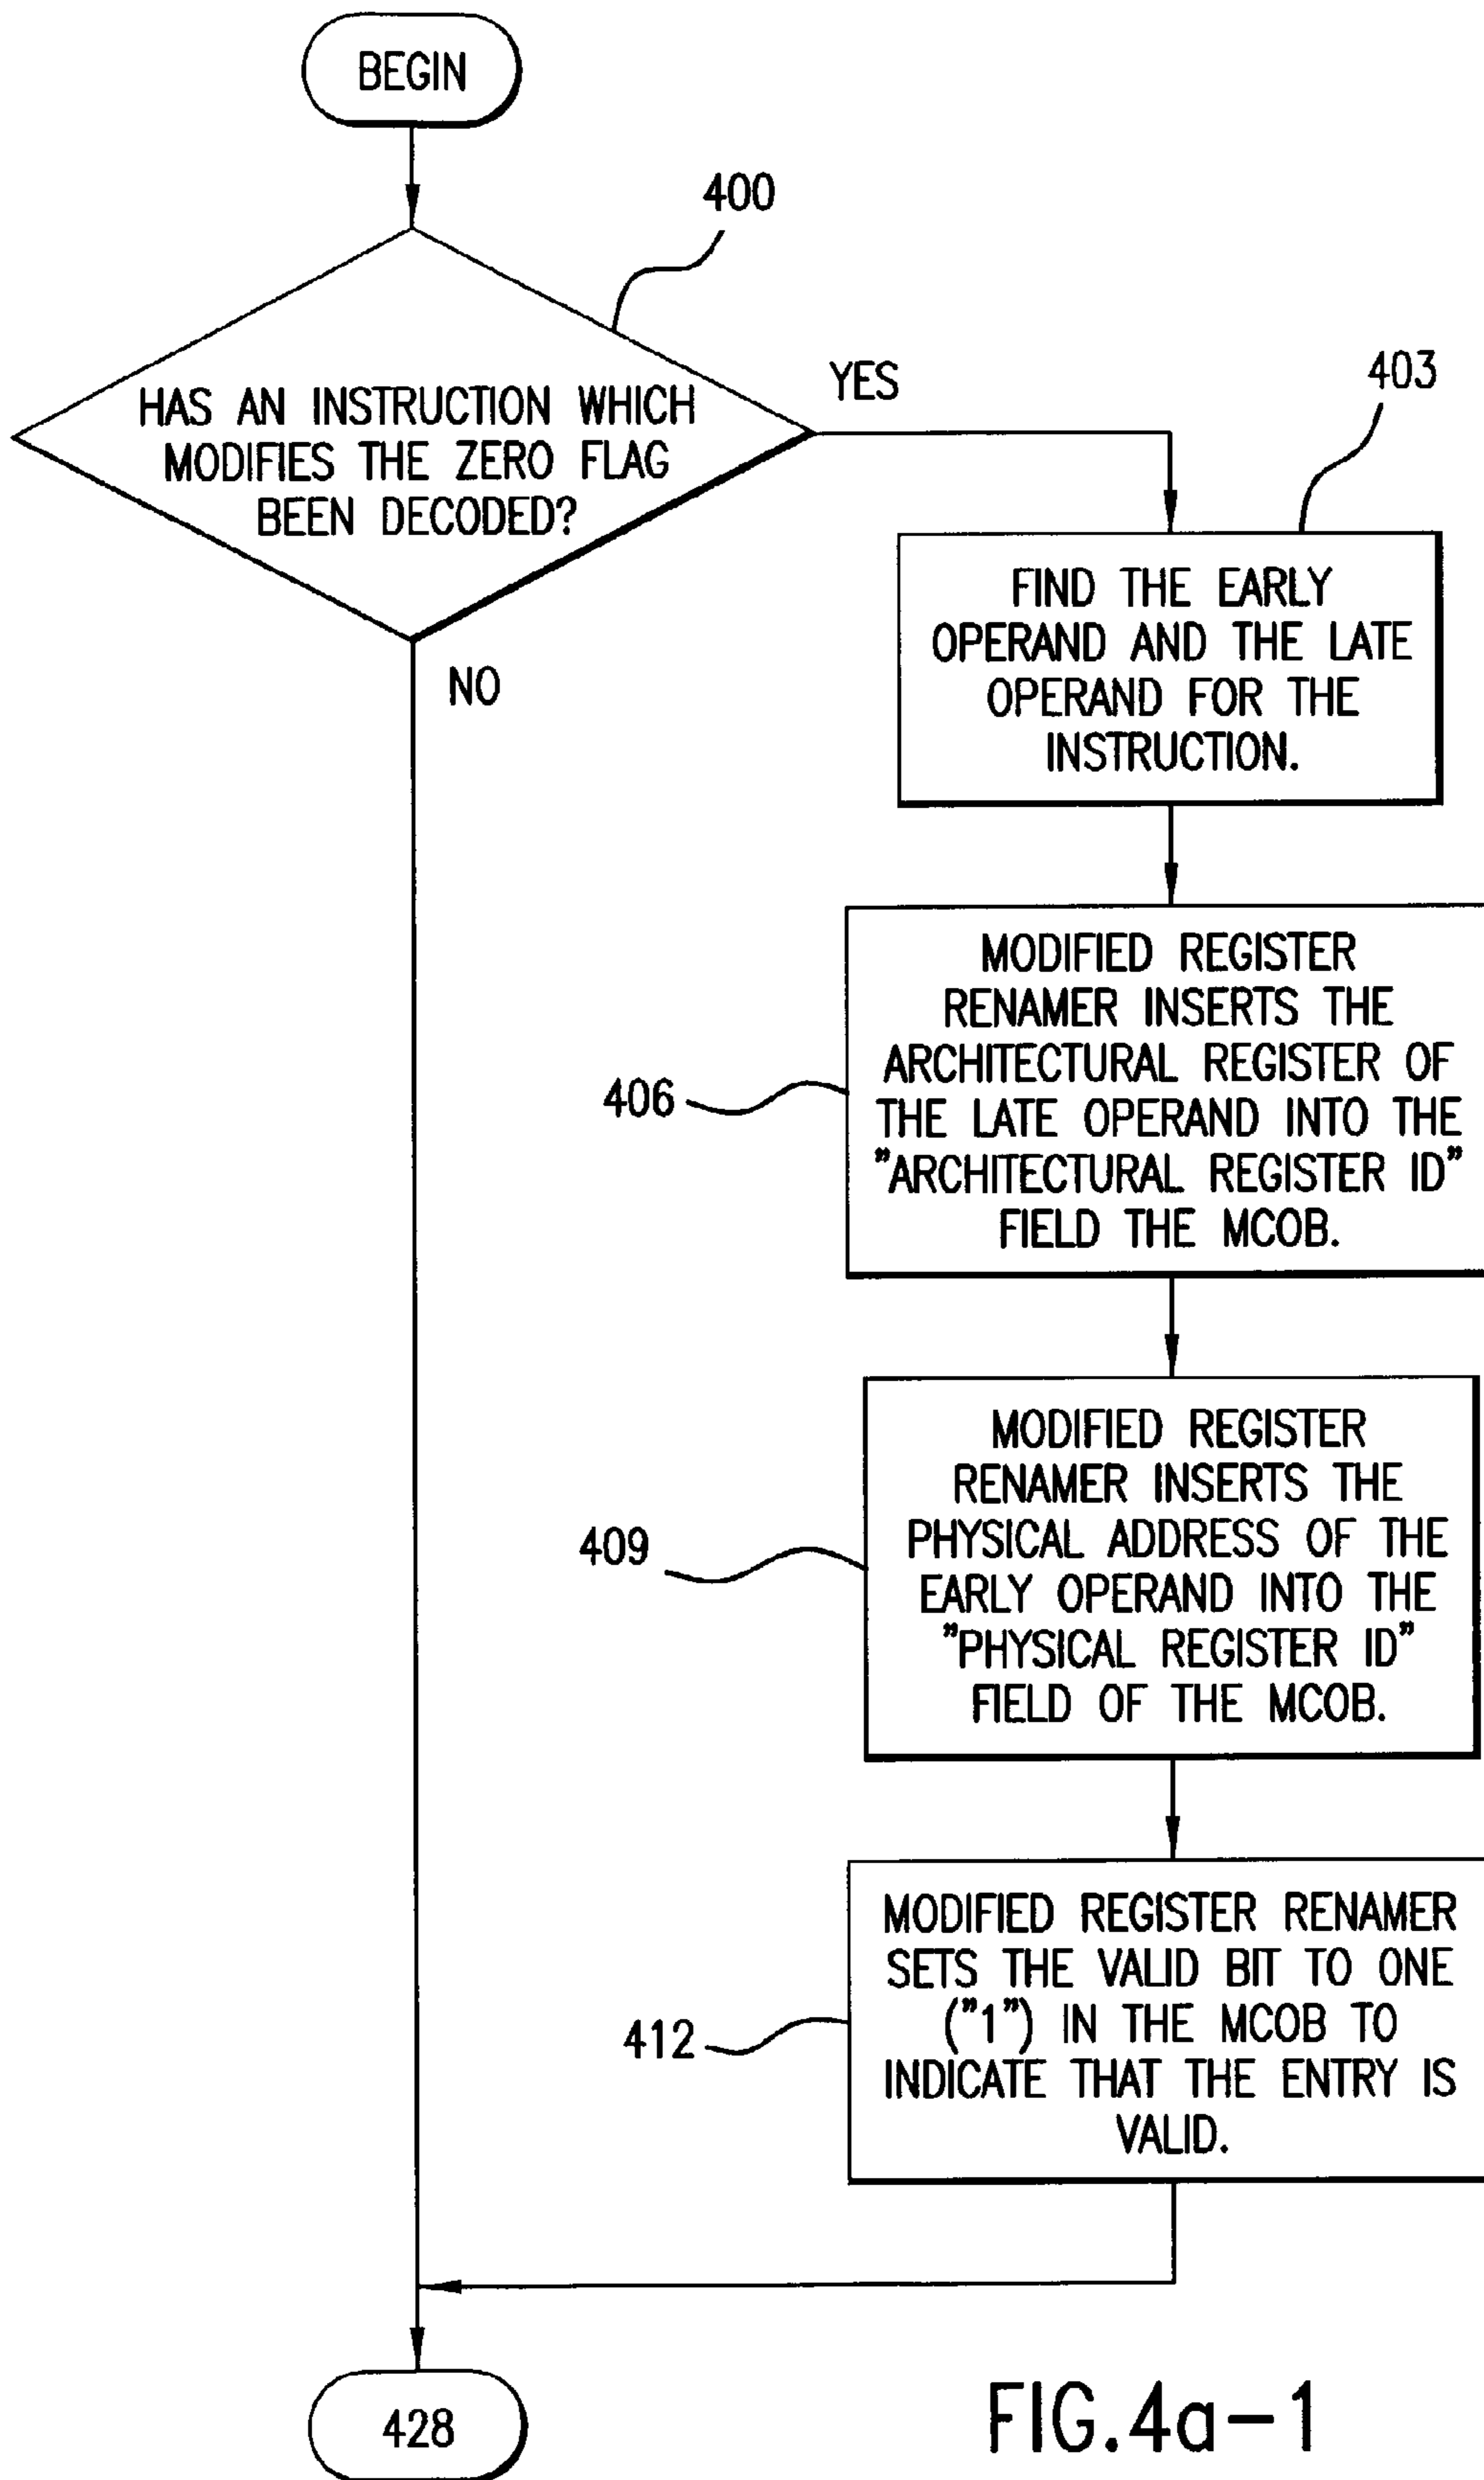 BEGIN
400
HAS AN INSTRUCTION WHICH
MODIFIES THE ZERO FLAG
BEEN DECODED?
YES
NO
403
FIND THE EARLY
OPERAND AND THE LATE
OPERAND FOR THE
INSTRUCTION.
406
MODIFIED REGISTER
RENAMER INSERTS THE
ARCHITECTURAL REGISTER OF
THE LATE OPERAND INTO THE
"ARCHITECTURAL REGISTER ID"
FIELD THE MCOB.
409
MODIFIED REGISTER
RENAMER INSERTS THE
PHYSICAL ADDRESS OF THE
EARLY OPERAND INTO THE
"PHYSICAL REGISTER ID"
FIELD OF THE MCOB.
412
MODIFIED REGISTER RENAMER
SETS THE VALID BIT TO ONE
("1") IN THE MCOB TO
INDICATE THAT THE ENTRY IS
VALID.
428
FIG.4a-1